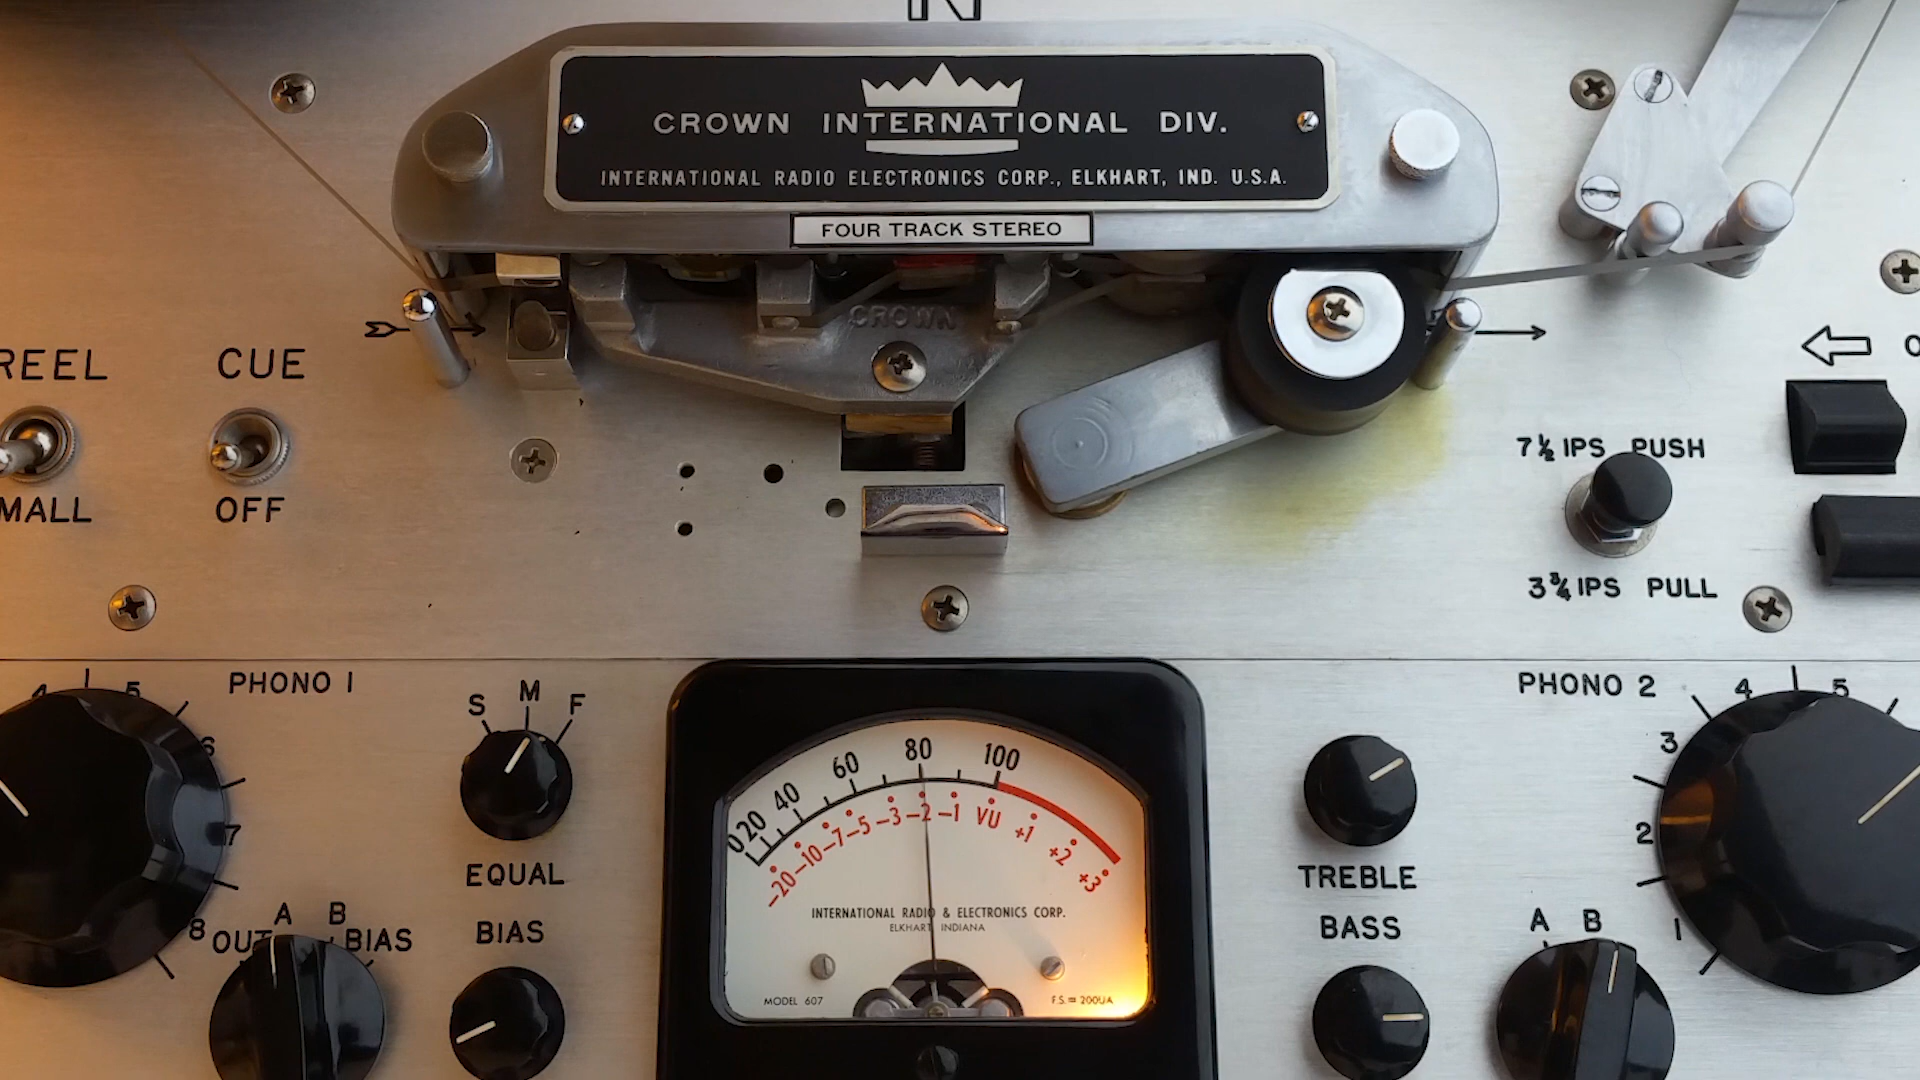 CROWN INTERNATIONAL DIV.
INTERNATIONAL RADIO ELECTRONICS CORP., ELKHART, IND. U.S.A.
FOUR TRACK STEREO
CROWN
REEL
CUE
MALL
OFF
7½ IPS PUSH
3¾ IPS PULL
PHONO 1
4 5 6 7 8
S M F
EQUAL
BIAS
OUT A B BIAS
0 20 40 60 80 100
-20 -10 -7 -5 -3 -2 -1 VU +1 +2 +3
INTERNATIONAL RADIO & ELECTRONICS CORP.
ELKHART, INDIANA
MODEL 607
F.S.= 200UA
TREBLE
BASS
PHONO 2
1 2 3 4 5
A B